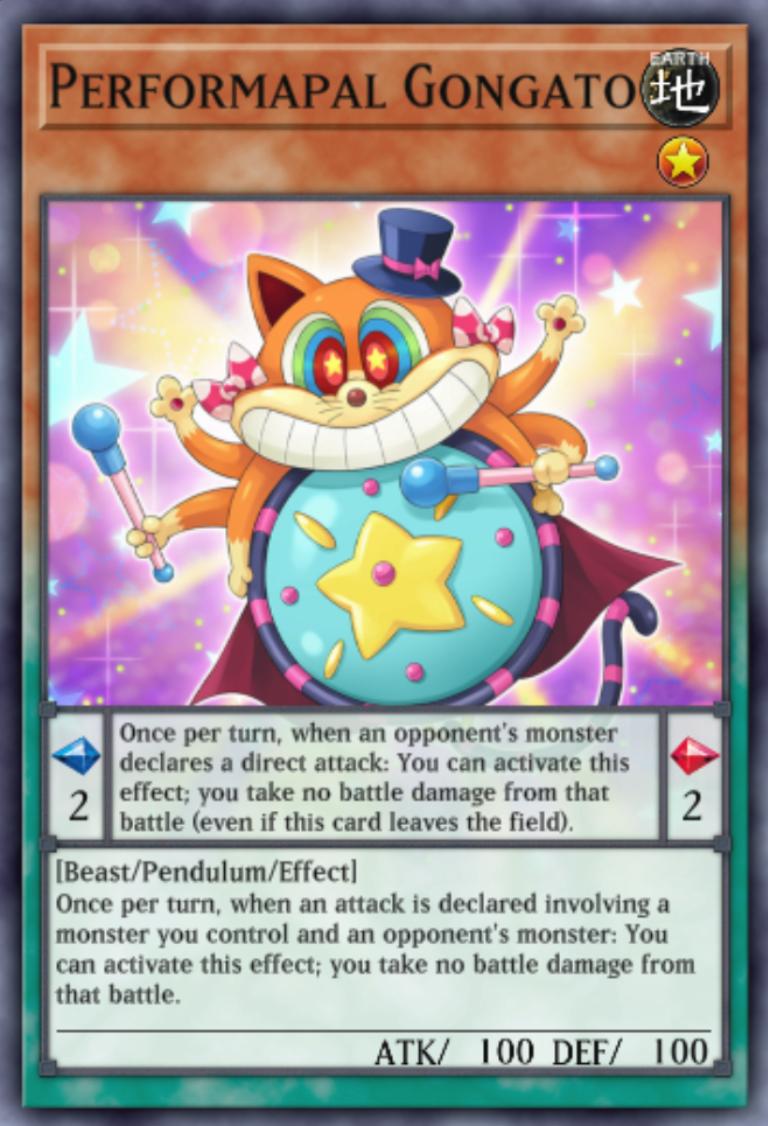 PERFORMAPAL GONGATO
EARTH
地
Once per turn, when an opponent's monster
declares a direct attack: You can activate this
effect; you take no battle damage from that
battle (even if this card leaves the field).
2
2
[Beast/Pendulum/Effect]
Once per turn, when an attack is declared involving a
monster you control and an opponent's monster: You
can activate this effect; you take no battle damage from
that battle.
ATK/ 100 DEF/ 100